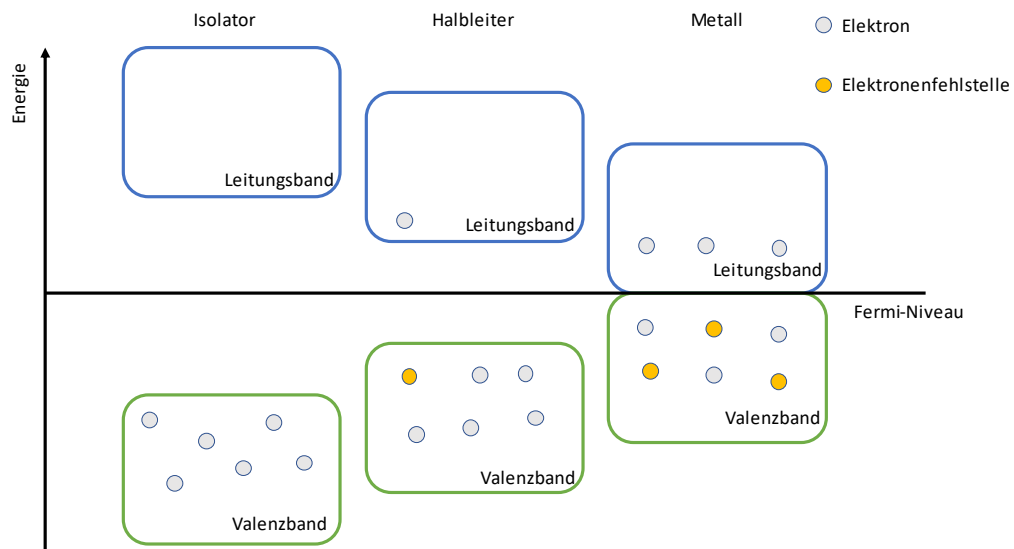 Isolator
Halbleiter
Metall
Elektron
Elektronenfehlstelle
Energie
Leitungsband
Leitungsband
Leitungsband
Fermi-Niveau
Valenzband
Valenzband
Valenzband